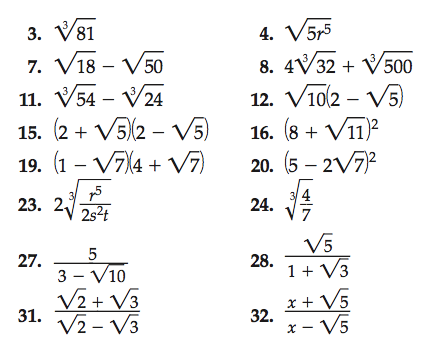 3. ∛81 4. √5r⁵
7. √18 − √50 8. 4∛32 + ∛500
11. ∛54 − ∛24 12. √10(2 − √5)
15. (2 + √5)(2 − √5) 16. (8 + √11)²
19. (1 − √7)(4 + √7) 20. (5 − 2√7)²
23. 2∛(r⁵/(2s²t)) 24. ∛(4/7)
27. 5/(3 − √10) 28. √5/(1 + √3)
31. (√2 + √3)/(√2 − √3) 32. (x + √5)/(x − √5)